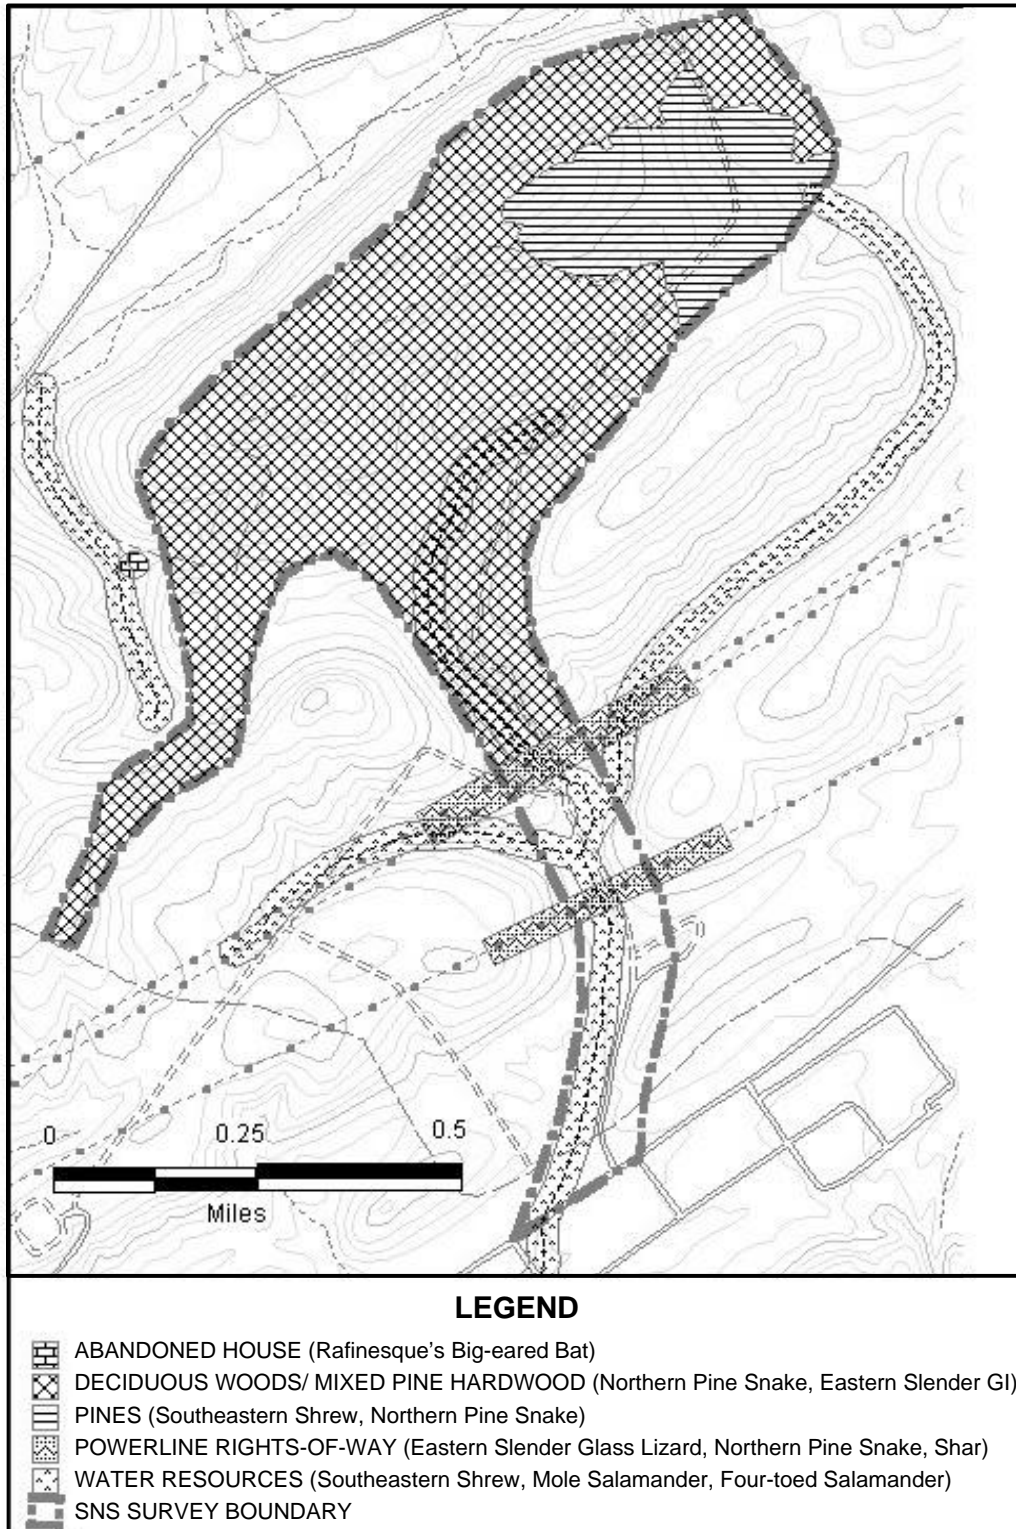 0 0.25 0.5
Miles
LEGEND
ABANDONED HOUSE (Rafinesque's Big-eared Bat)
DECIDUOUS WOODS/ MIXED PINE HARDWOOD (Northern Pine Snake, Eastern Slender Gl)
PINES (Southeastern Shrew, Northern Pine Snake)
POWERLINE RIGHTS-OF-WAY (Eastern Slender Glass Lizard, Northern Pine Snake, Shar)
WATER RESOURCES (Southeastern Shrew, Mole Salamander, Four-toed Salamander)
SNS SURVEY BOUNDARY